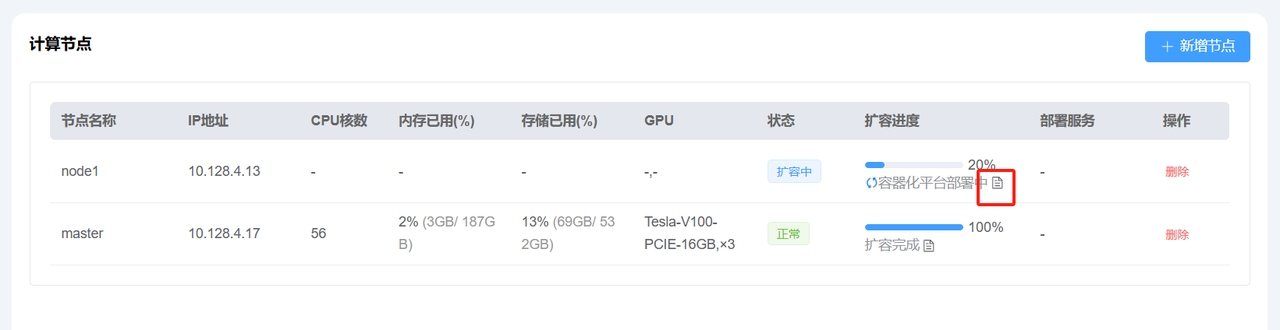 计算节点
+ 新增节点
节点名称 IP地址 CPU核数 内存已用(%) 存储已用(%) GPU 状态 扩容进度 部署服务 操作
node1 10.128.4.13 - - - -,- 扩容中 20% - 删除
容器化平台部署中
master 10.128.4.17 56 2% (3GB/ 187G 13% (69GB/ 53 Tesla-V100- 正常 100% - 删除
B) 2GB) PCIE-16GB,×3 扩容完成